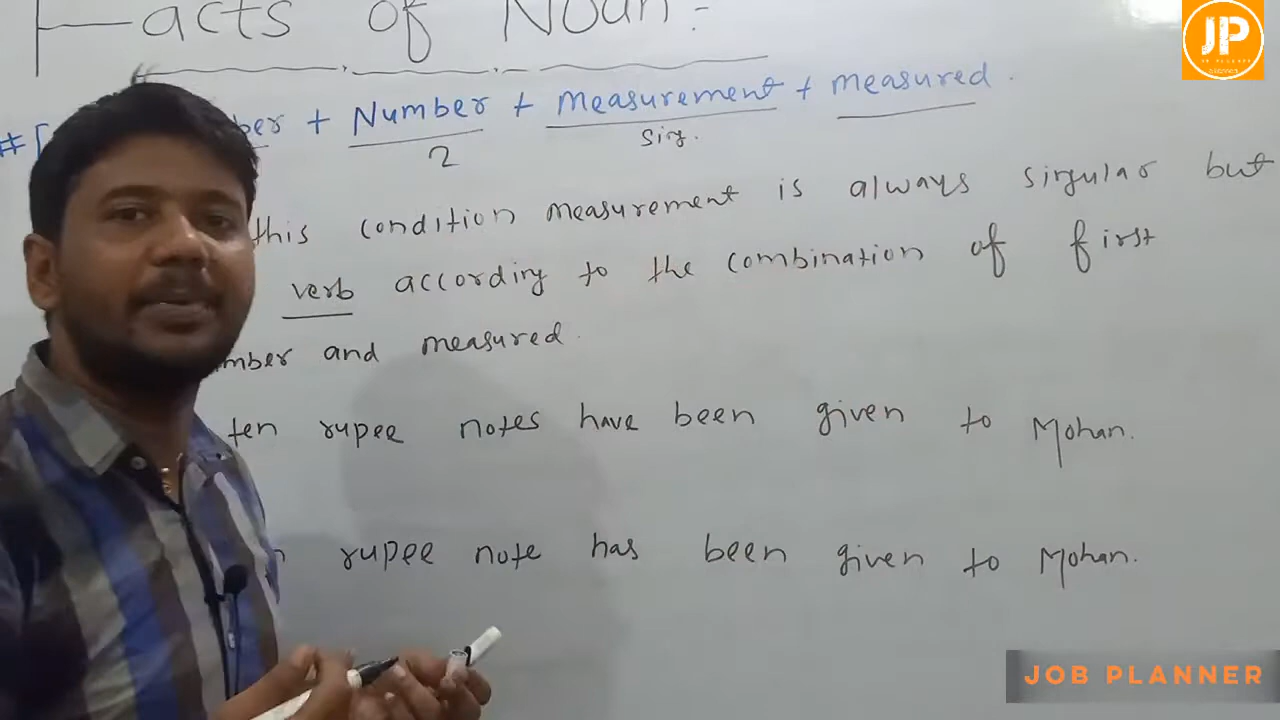 Facts of Noun :-
# [ ber + Number + Measurement + measured .
2 Sig.
this condition measurement is always singular but
verb according to the combination of first
mber and measured.
ten rupee notes have been given to Mohan.
n rupee note has been given to Mohan.
JP
JOB PLANNER